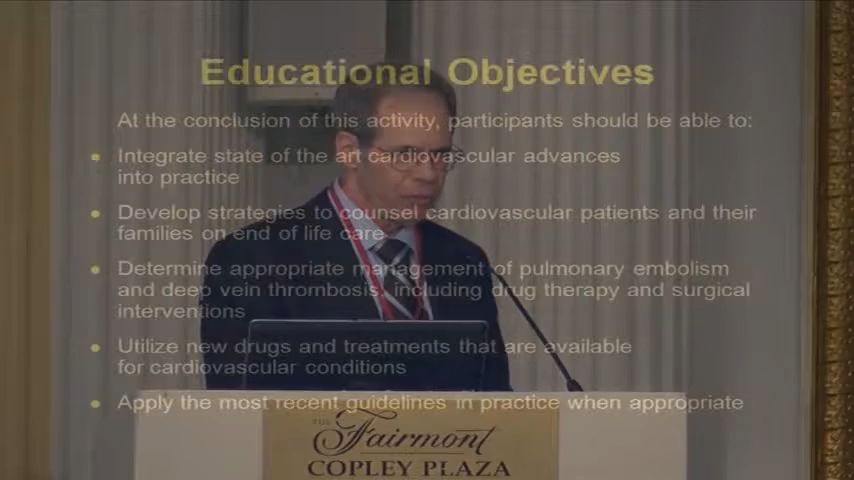 Educational Objectives
At the conclusion of this activity, participants should be able to:
• Integrate state of the art cardiovascular advances
into practice
• Develop strategies to counsel cardiovascular patients and their
families on end of life care
• Determine appropriate management of pulmonary embolism
and deep vein thrombosis, including drug therapy and surgical
interventions
• Utilize new drugs and treatments that are available
for cardiovascular conditions
• Apply the most recent guidelines in practice when appropriate
THE
Fairmont
COPLEY PLAZA